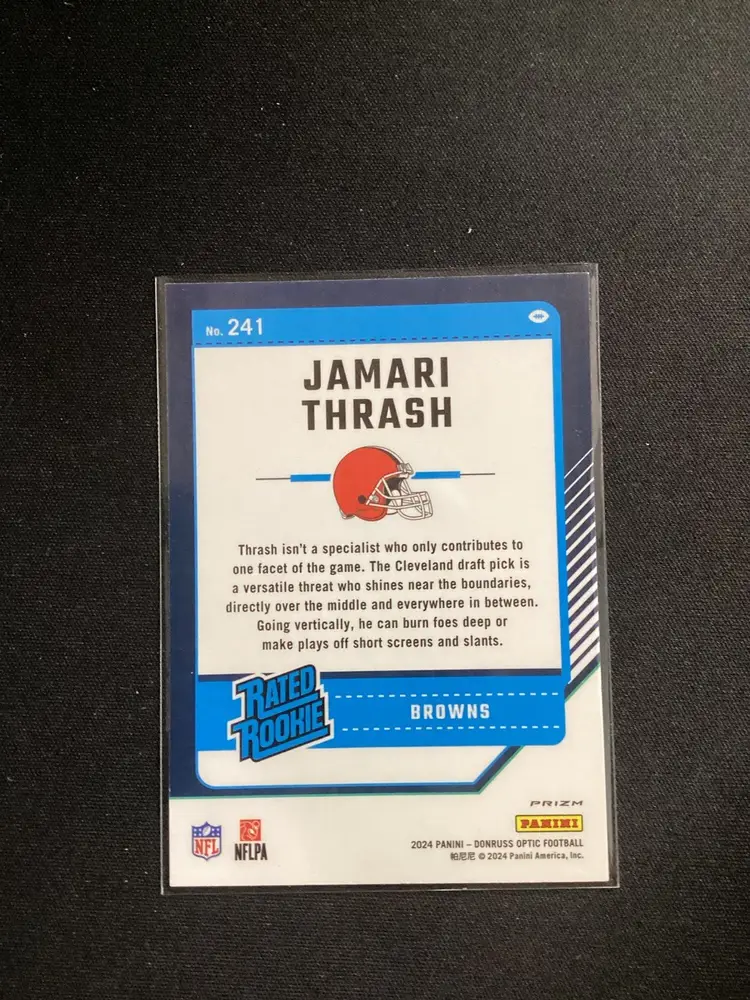 No. 241
JAMARI
THRASH
Thrash isn't a specialist who only contributes to
one facet of the game. The Cleveland draft pick is
a versatile threat who shines near the boundaries,
directly over the middle and everywhere in between.
Going vertically, he can burn foes deep or
make plays off short screens and slants.
RATED
ROOKIE
BROWNS
PRIZM
PANINI
NFL
NFLPA
2024 PANINI – DONRUSS OPTIC FOOTBALL
帕尼尼 © 2024 Panini America, Inc.